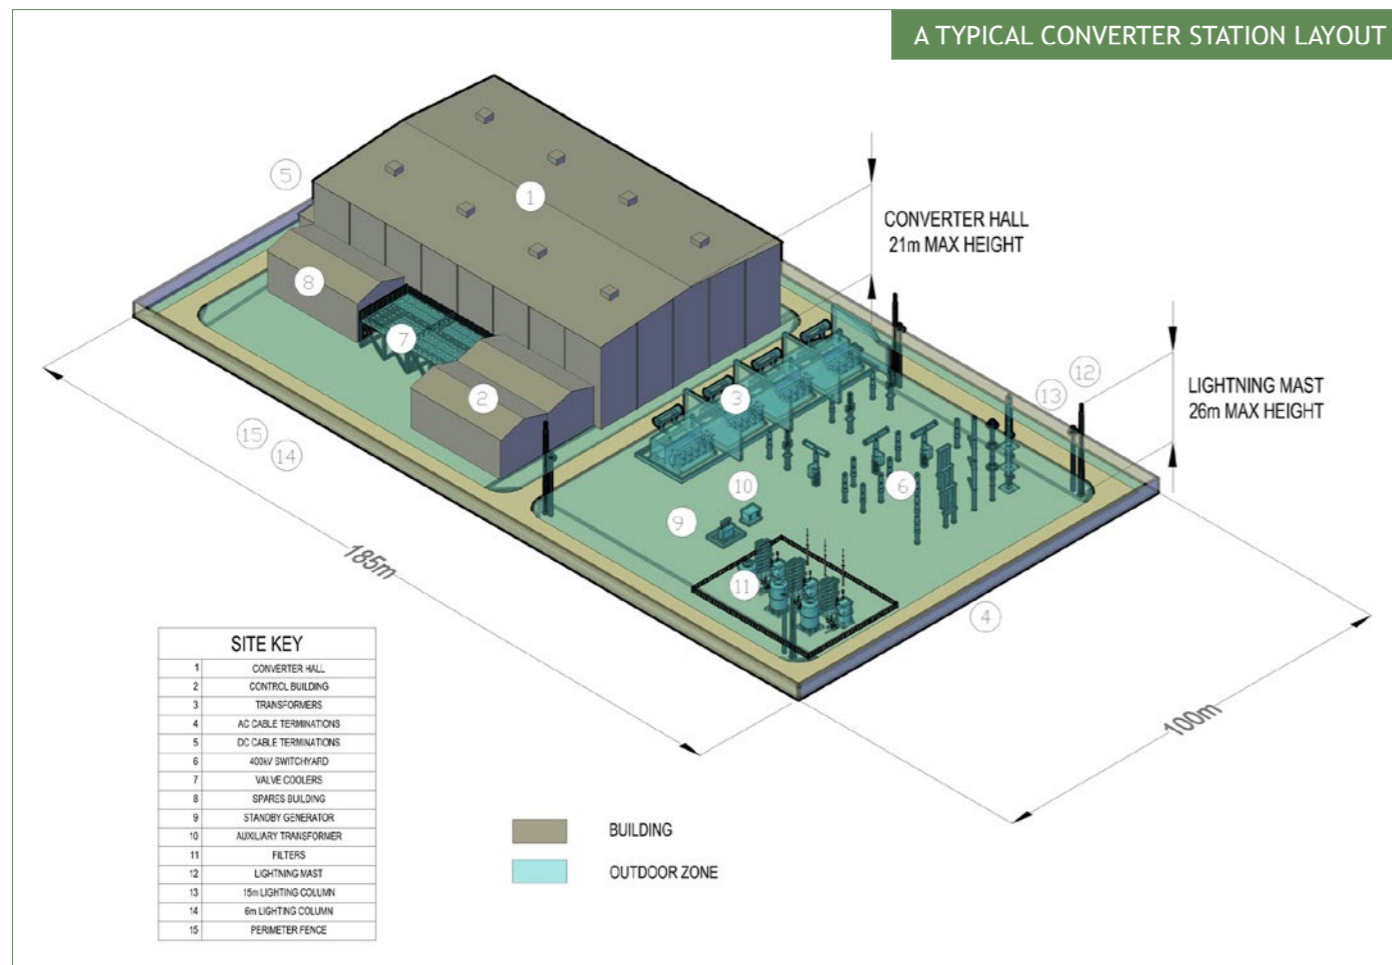 A TYPICAL CONVERTER STATION LAYOUT
5
1
CONVERTER HALL
21m MAX HEIGHT
8
7
2
3
13
12
LIGHTNING MAST
26m MAX HEIGHT
15
14
10
6
9
11
4
185m
100m
SITE KEY
1 CONVERTER HALL
2 CONTROL BUILDING
3 TRANSFORMERS
4 AC CABLE TERMINATIONS
5 DC CABLE TERMINATIONS
6 400kV SWITCHYARD
7 VALVE COOLERS
8 SPARES BUILDING
9 STANDBY GENERATOR
10 AUXILIARY TRANSFORMER
11 FILTERS
12 LIGHTNING MAST
13 15m LIGHTING COLUMN
14 6m LIGHTING COLUMN
15 PERIMETER FENCE
BUILDING
OUTDOOR ZONE